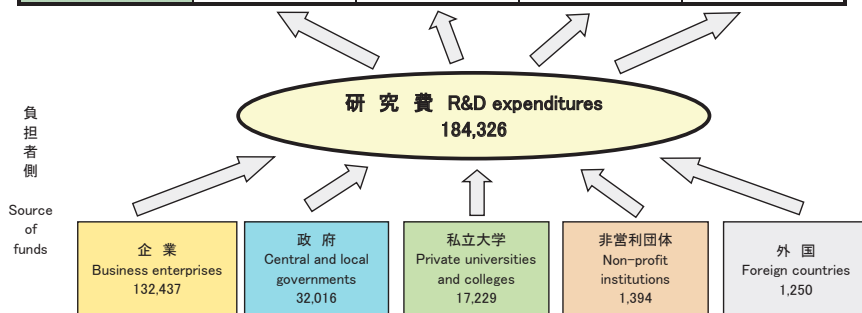 研 究 費 R&D expenditures
184,326
負
担
者
側
Source
of
funds
企 業
Business enterprises
132,437
政 府
Central and local
governments
32,016
私立大学
Private universities
and colleges
17,229
非営利団体
Non-profit
institutions
1,394
外 国
Foreign countries
1,250